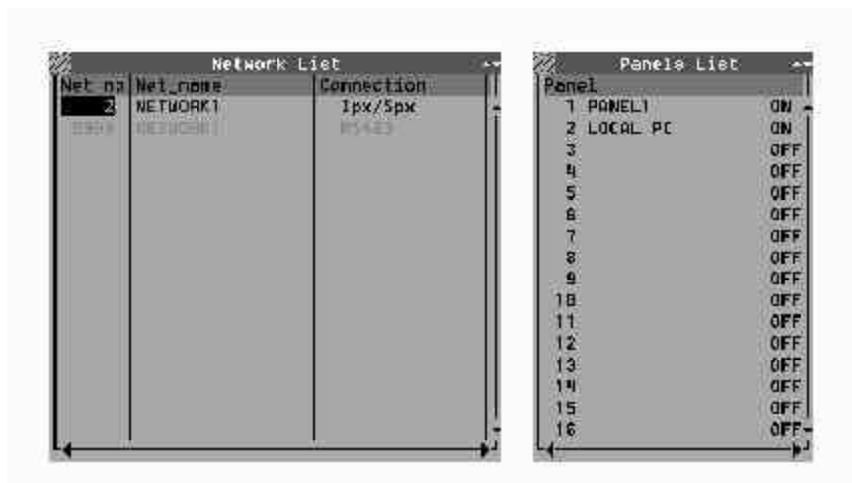 Network List
Net no Net_name Connection
2 NETWORK1 Ipx/Spx
Panels List
Panel
1 PANEL1 ON
2 LOCAL PC ON
3 OFF
4 OFF
5 OFF
6 OFF
7 OFF
8 OFF
9 OFF
10 OFF
11 OFF
12 OFF
13 OFF
14 OFF
15 OFF
16 OFF